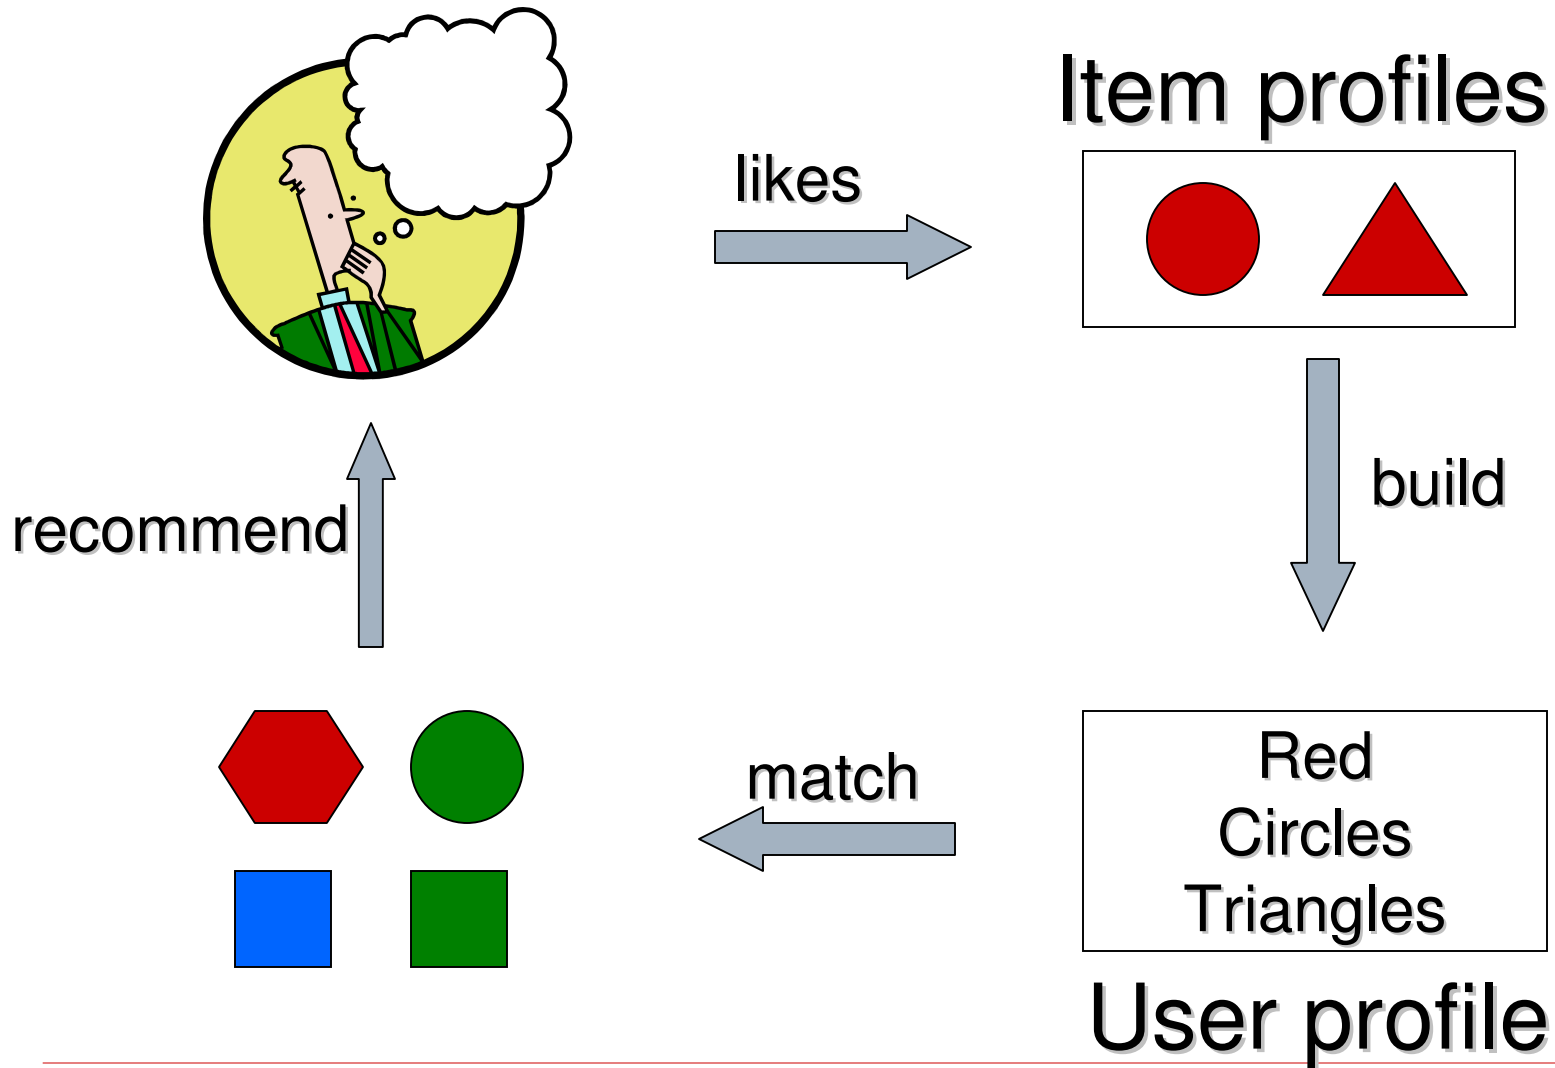 Item profiles
likes
build
recommend
match
Red
Circles
Triangles
User profile